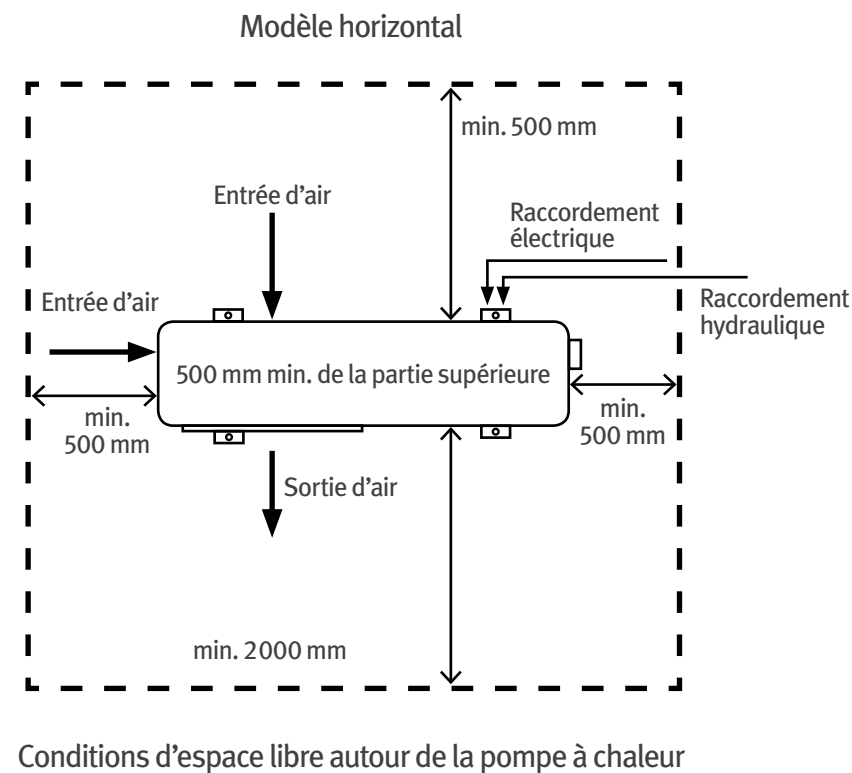 Modèle horizontal
min. 500 mm
Entrée d’air
Raccordement
électrique
Entrée d’air
Raccordement
hydraulique
500 mm min. de la partie supérieure
min.
500 mm
min.
500 mm
Sortie d’air
min. 2000 mm
Conditions d’espace libre autour de la pompe à chaleur